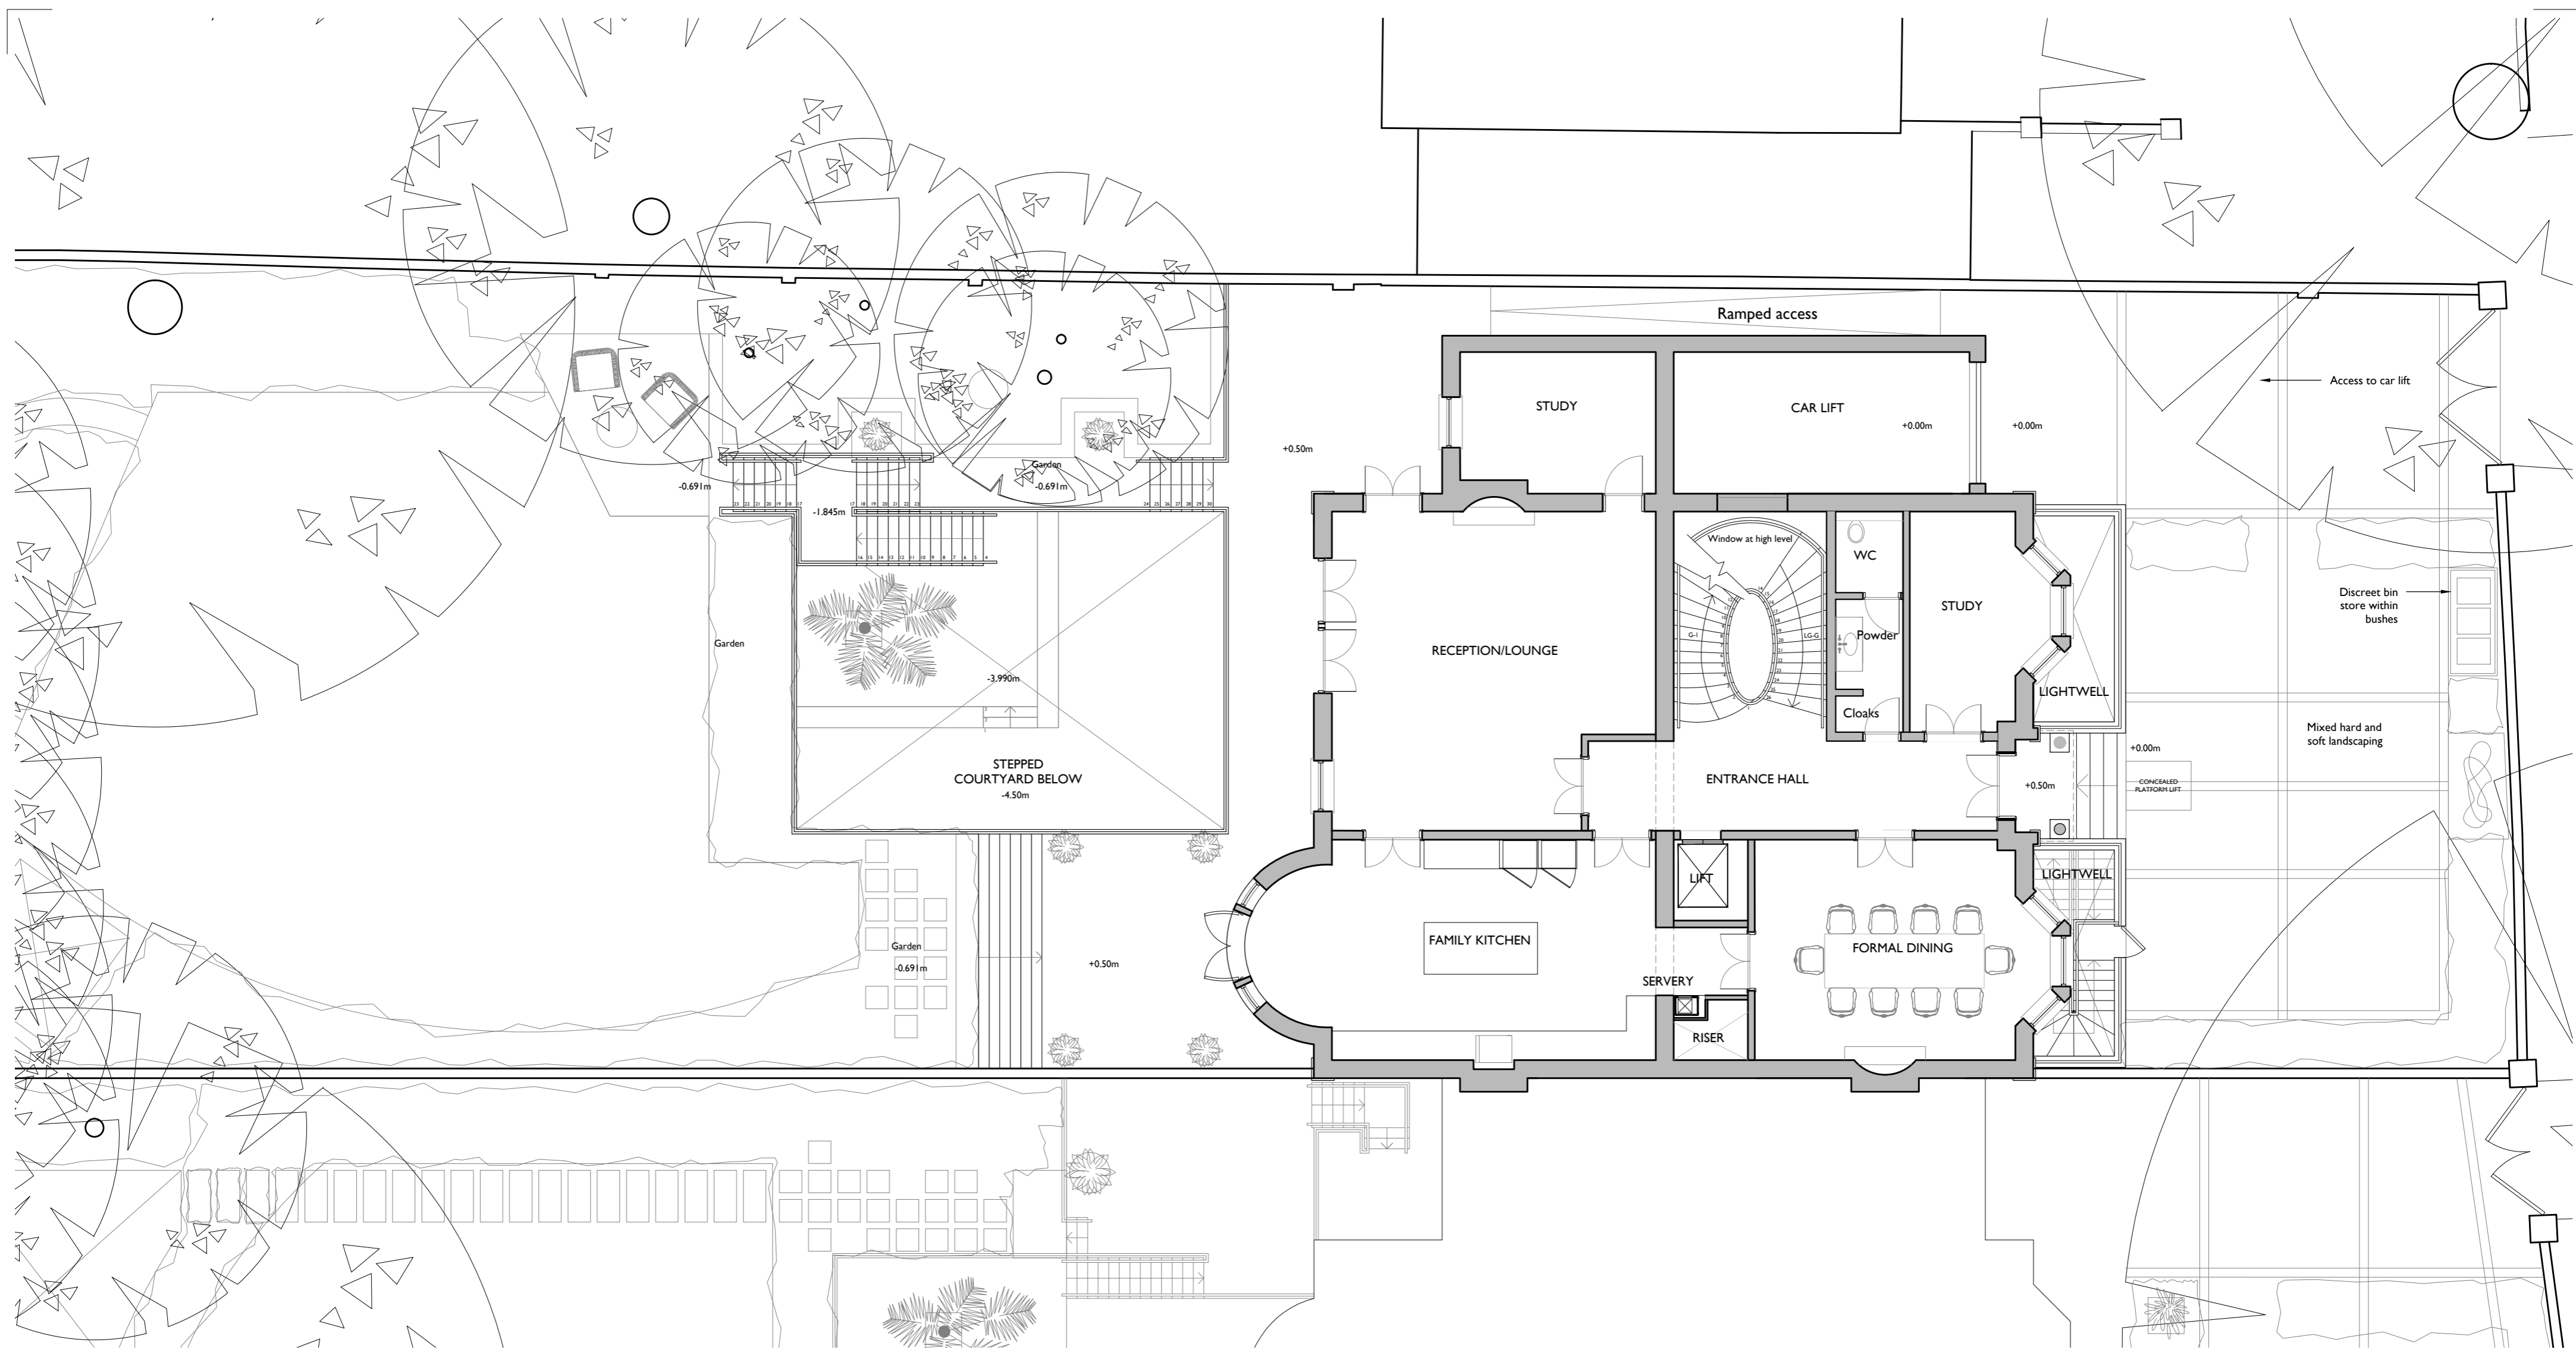 Ramped access
Access to car lift
STUDY
CAR LIFT
+0.00m
+0.00m
+0.50m
Garden
-0.691m
-0.691m
-1.845m
Window at high level
WC
STUDY
Discreet bin
store within
bushes
G-1
LG-G
Powder
Garden
RECEPTION/LOUNGE
-3.990m
LIGHTWELL
Cloaks
Mixed hard and
soft landscaping
+0.00m
STEPPED
COURTYARD BELOW
-4.50m
ENTRANCE HALL
+0.50m
CONCEALED
PLATFORM LIFT
LIFT
LIGHTWELL
FAMILY KITCHEN
FORMAL DINING
Garden
-0.691m
+0.50m
SERVERY
RISER